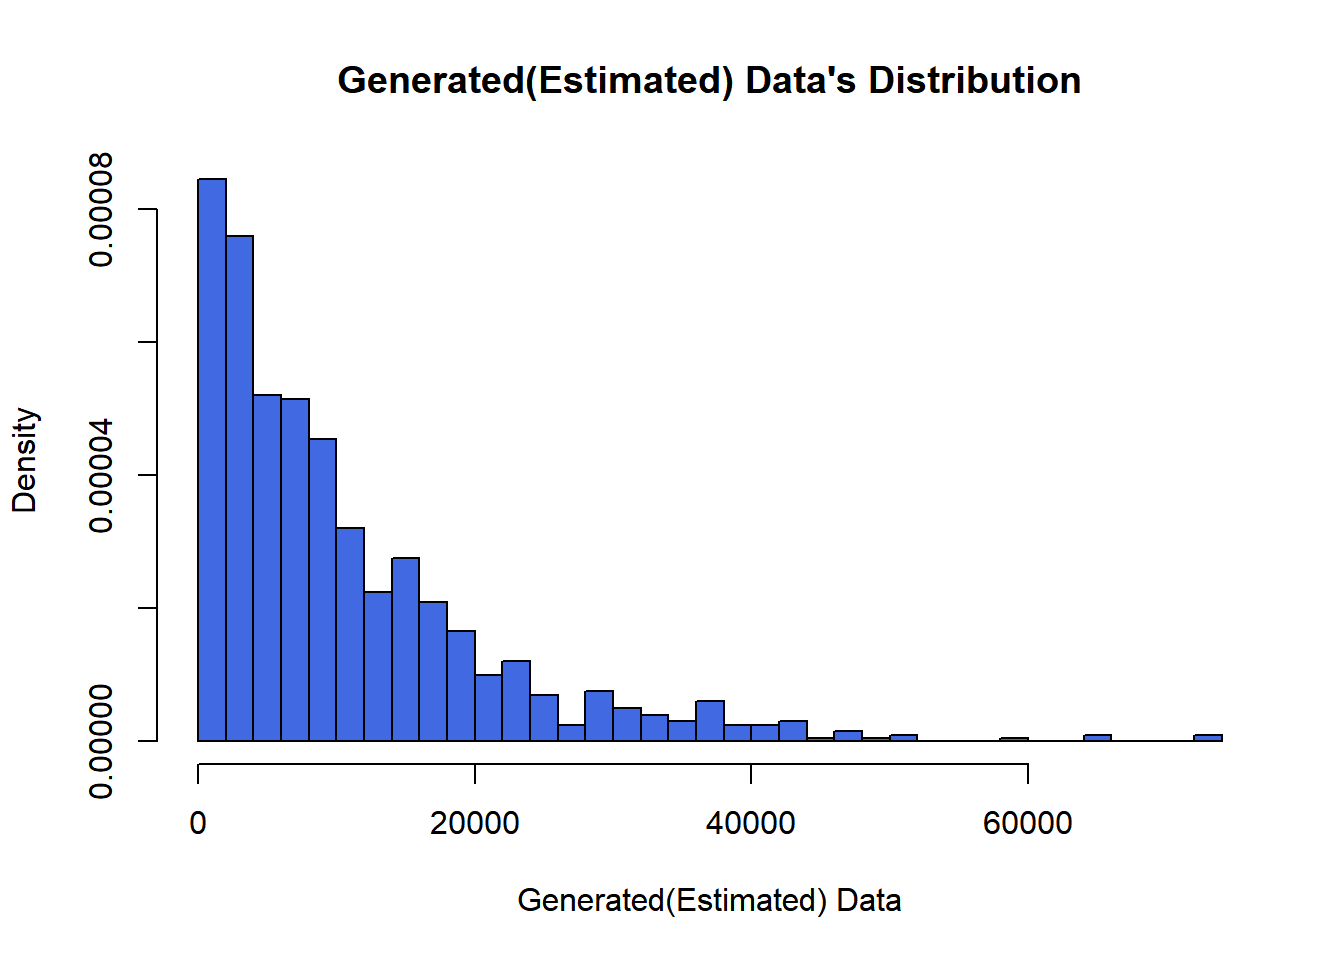 Generated(Estimated) Data's Distribution
Density
0.00008
0.00004
0.00000
0 20000 40000 60000
Generated(Estimated) Data